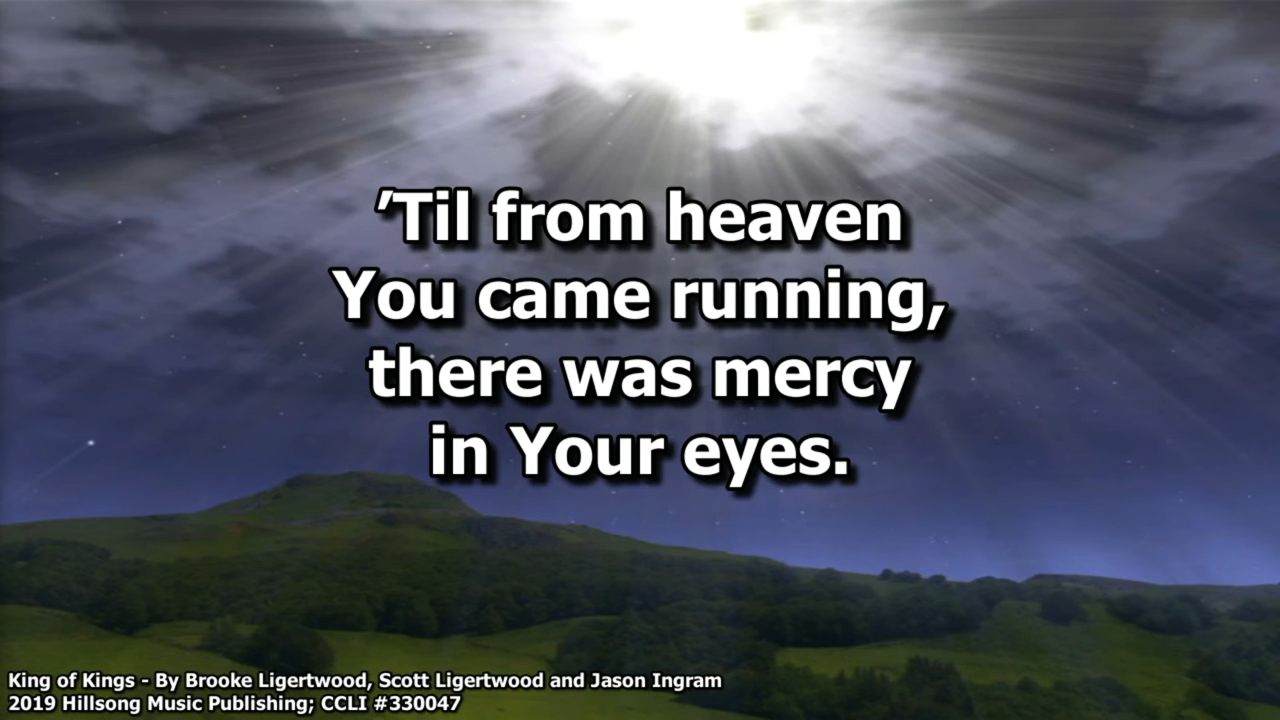 ’Til from heaven
You came running,
there was mercy
in Your eyes.
King of Kings - By Brooke Ligertwood, Scott Ligertwood and Jason Ingram
2019 Hillsong Music Publishing; CCLI #330047